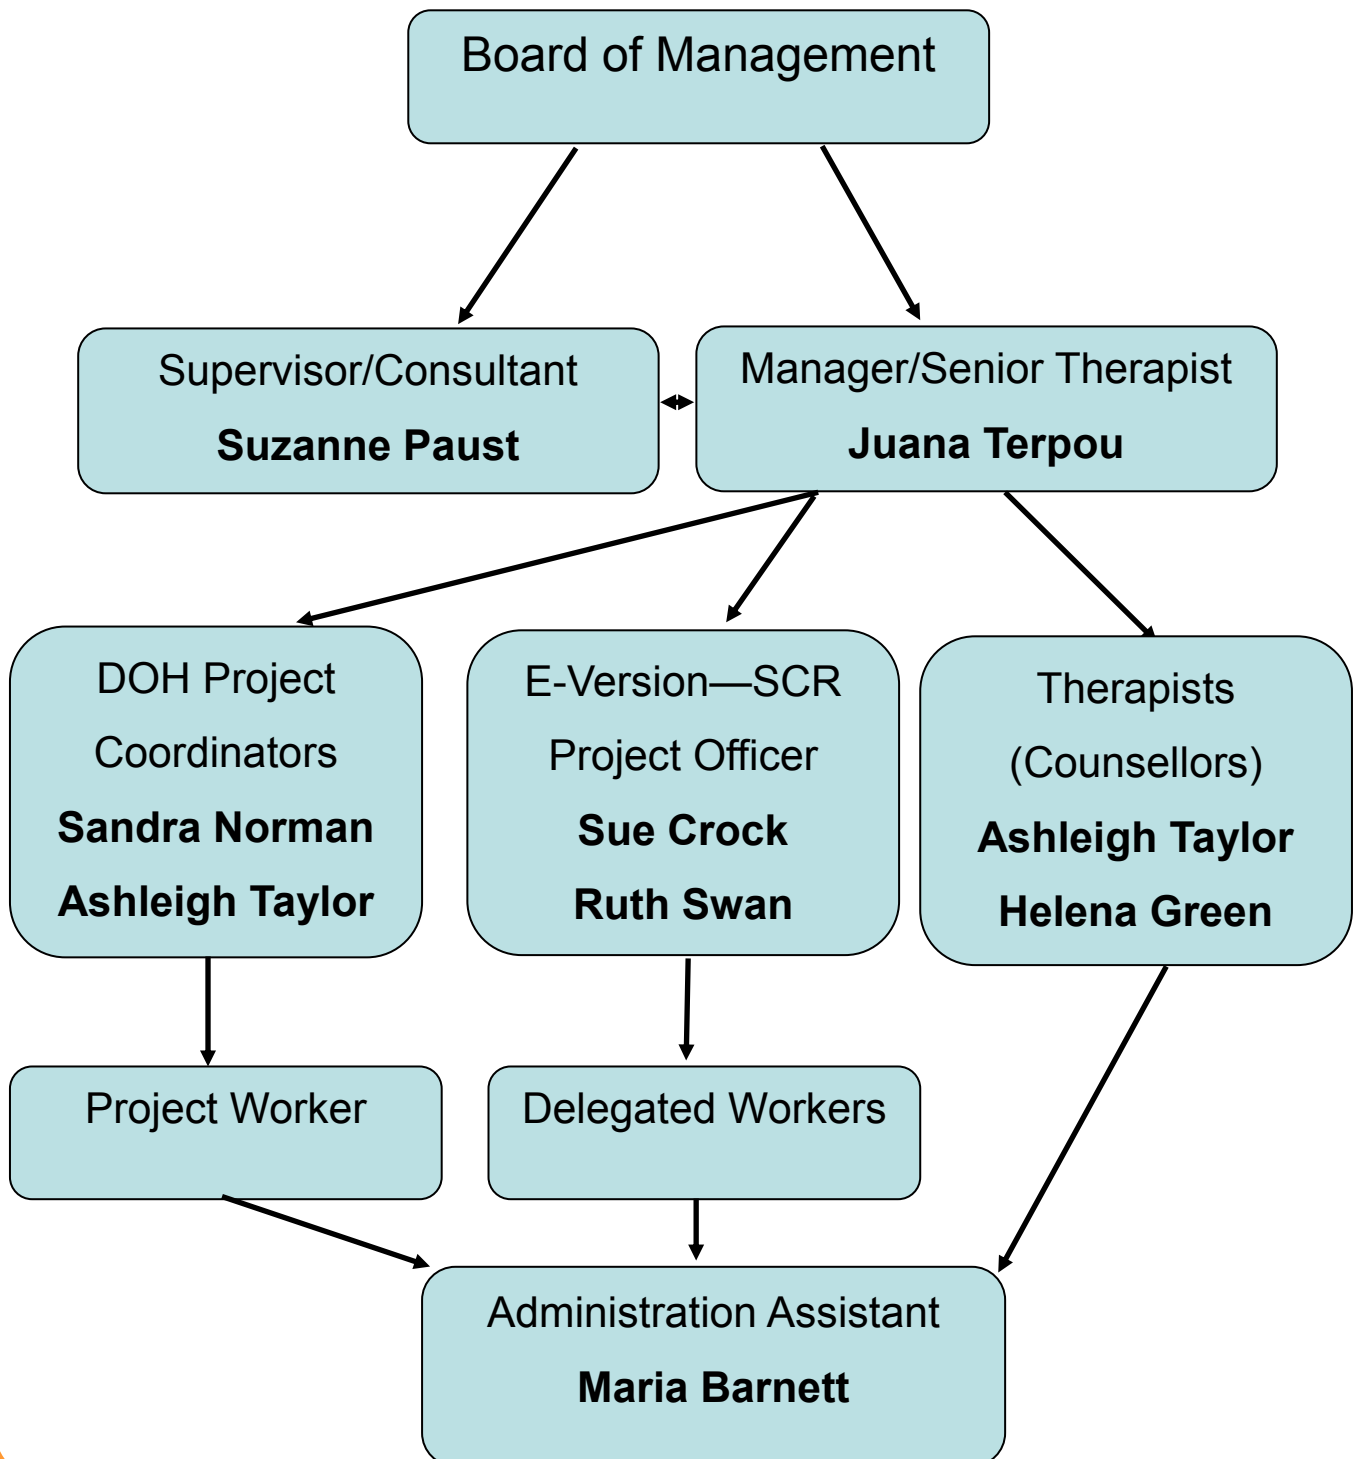 Board of Management
Supervisor/Consultant
Suzanne Paust
Manager/Senior Therapist
Juana Terpou
DOH Project
Coordinators
Sandra Norman
Ashleigh Taylor
E-Version—SCR
Project Officer
Sue Crock
Ruth Swan
Therapists
(Counsellors)
Ashleigh Taylor
Helena Green
Project Worker
Delegated Workers
Administration Assistant
Maria Barnett